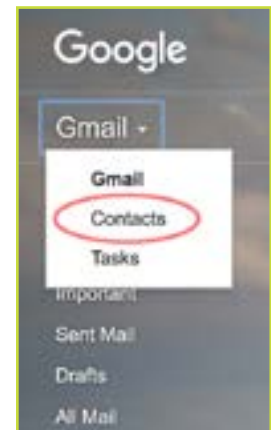 Google
Gmail
Gmail
Contacts
Tasks
Important
Sent Mail
Drafts
All Mail